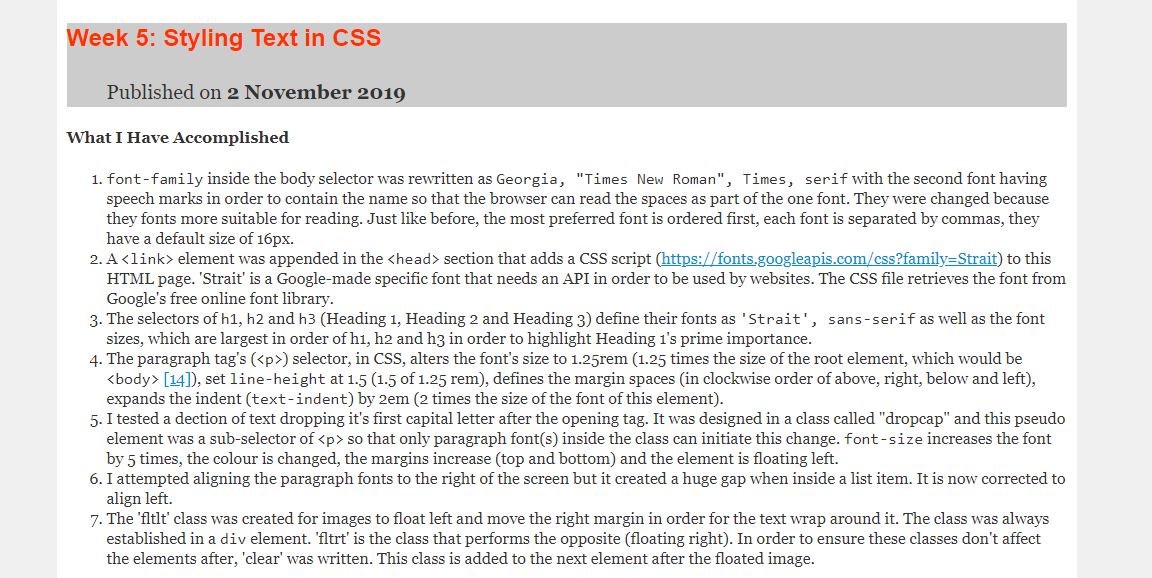 Week 5: Styling Text in CSS
Published on 2 November 2019
What I Have Accomplished
1. font-family inside the body selector was rewritten as Georgia, "Times New Roman", Times, serif with the second font having
speech marks in order to contain the name so that the browser can read the spaces as part of the one font. They were changed because
they fonts more suitable for reading. Just like before, the most preferred font is ordered first, each font is separated by commas, they
have a default size of 16px.
2. A <link> element was appended in the <head> section that adds a CSS script (https://fonts.googleapis.com/css?family=Strait) to this
HTML page. 'Strait' is a Google-made specific font that needs an API in order to be used by websites. The CSS file retrieves the font from
Google's free online font library.
3. The selectors of h1, h2 and h3 (Heading 1, Heading 2 and Heading 3) define their fonts as 'Strait', sans-serif as well as the font
sizes, which are largest in order of h1, h2 and h3 in order to highlight Heading 1's prime importance.
4. The paragraph tag's (<p>) selector, in CSS, alters the font's size to 1.25rem (1.25 times the size of the root element, which would be
<body> [14]), set line-height at 1.5 (1.5 of 1.25 rem), defines the margin spaces (in clockwise order of above, right, below and left),
expands the indent (text-indent) by 2em (2 times the size of the font of this element).
5. I tested a dection of text dropping it's first capital letter after the opening tag. It was designed in a class called "dropcap" and this pseudo
element was a sub-selector of <p> so that only paragraph font(s) inside the class can initiate this change. font-size increases the font
by 5 times, the colour is changed, the margins increase (top and bottom) and the element is floating left.
6. I attempted aligning the paragraph fonts to the right of the screen but it created a huge gap when inside a list item. It is now corrected to
align left.
7. The 'fltlt' class was created for images to float left and move the right margin in order for the text wrap around it. The class was always
established in a div element. 'fltrt' is the class that performs the opposite (floating right). In order to ensure these classes don't affect
the elements after, 'clear' was written. This class is added to the next element after the floated image.